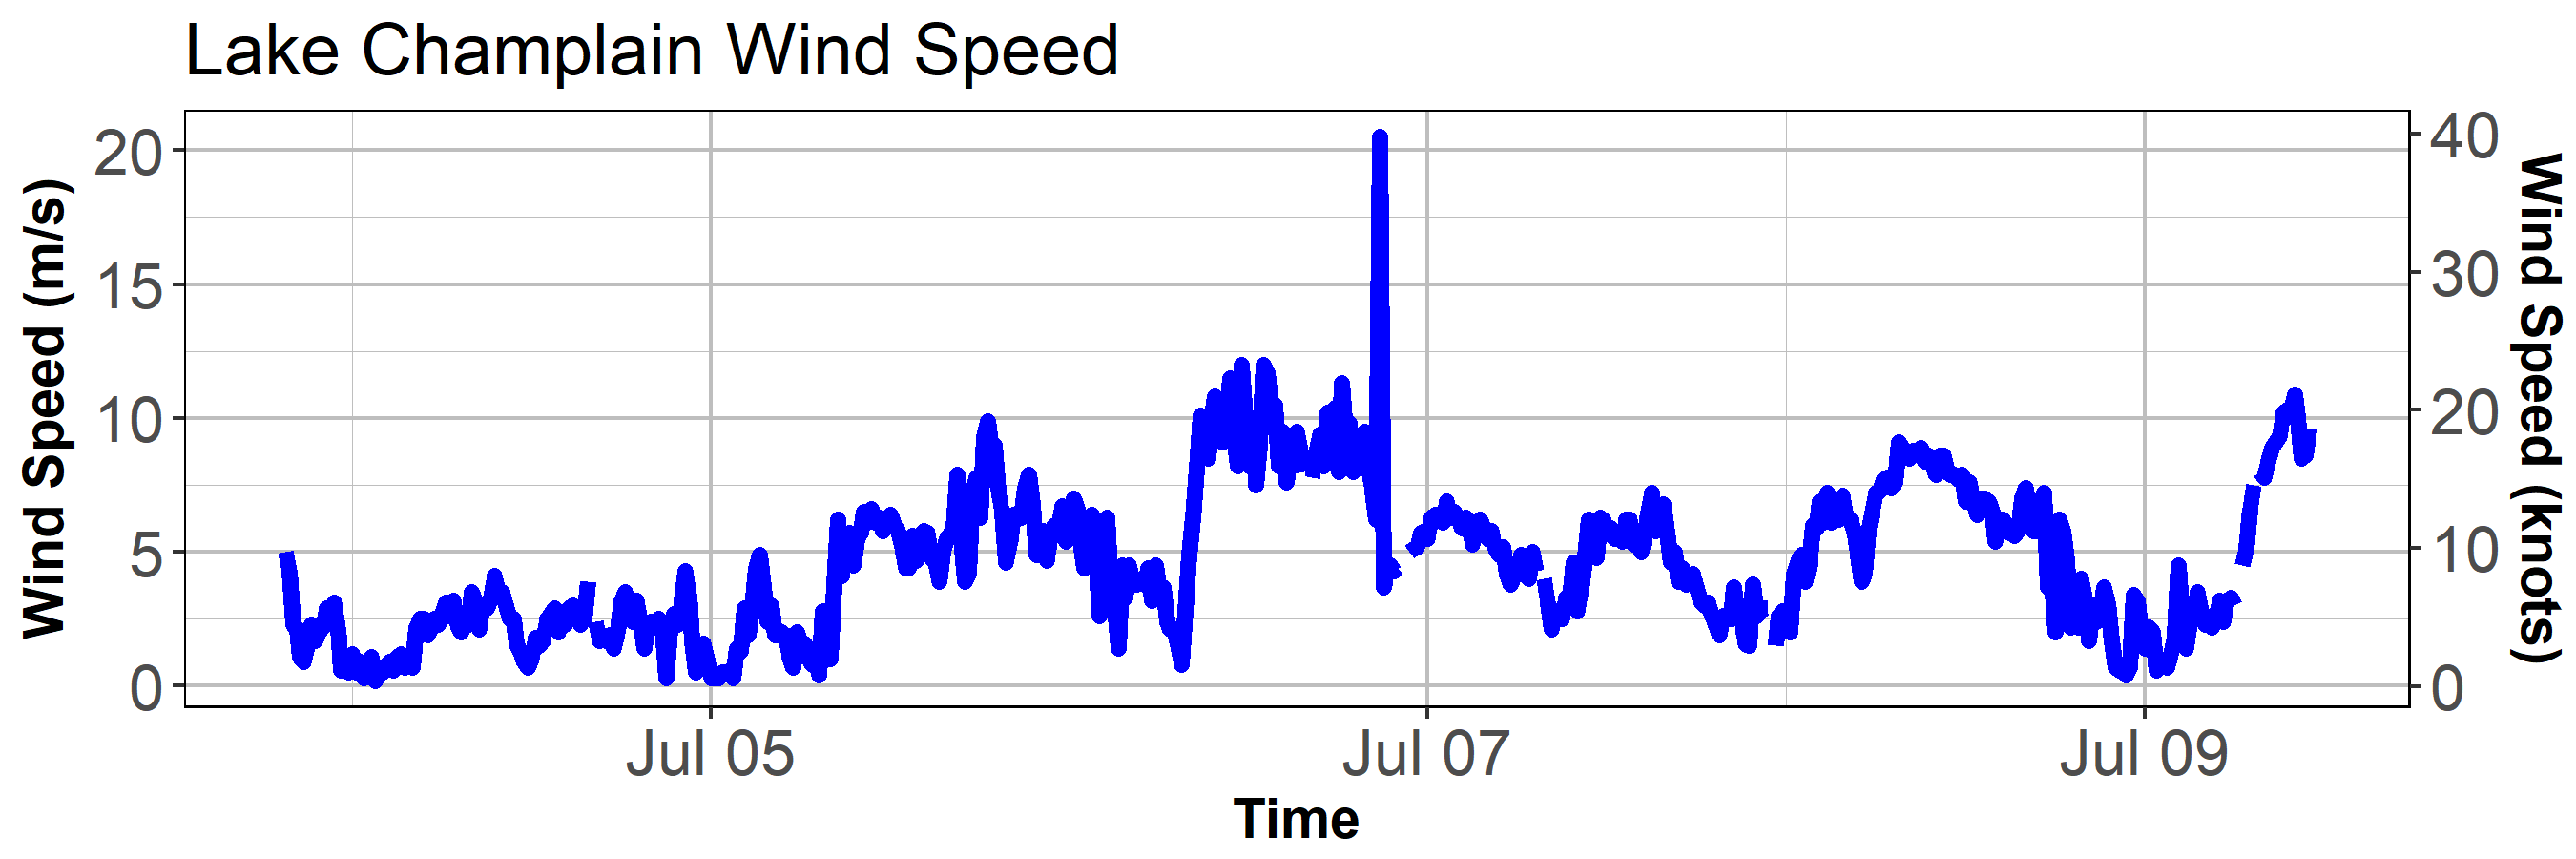 Lake Champlain Wind Speed
Wind Speed (m/s)
20
15
10
5
0
40
30
20
10
0
Wind Speed (knots)
Jul 05
Jul 07
Jul 09
Time